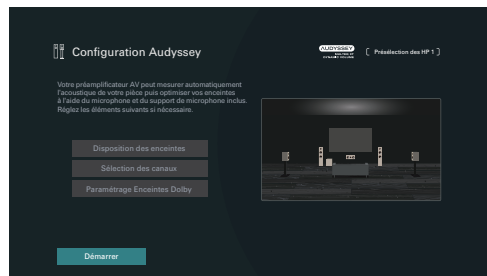 Configuration Audyssey
AUDYSSEY
[ Présélection des HP 1 ]
Votre préamplificateur AV peut mesurer automatiquement
l'acoustique de votre pièce puis optimiser vos enceintes
à l'aide du microphone et du support de microphone inclus.
Réglez les éléments suivants si nécessaire.
Disposition des enceintes
Sélection des canaux
Paramétrage Enceintes Dolby
Démarrer